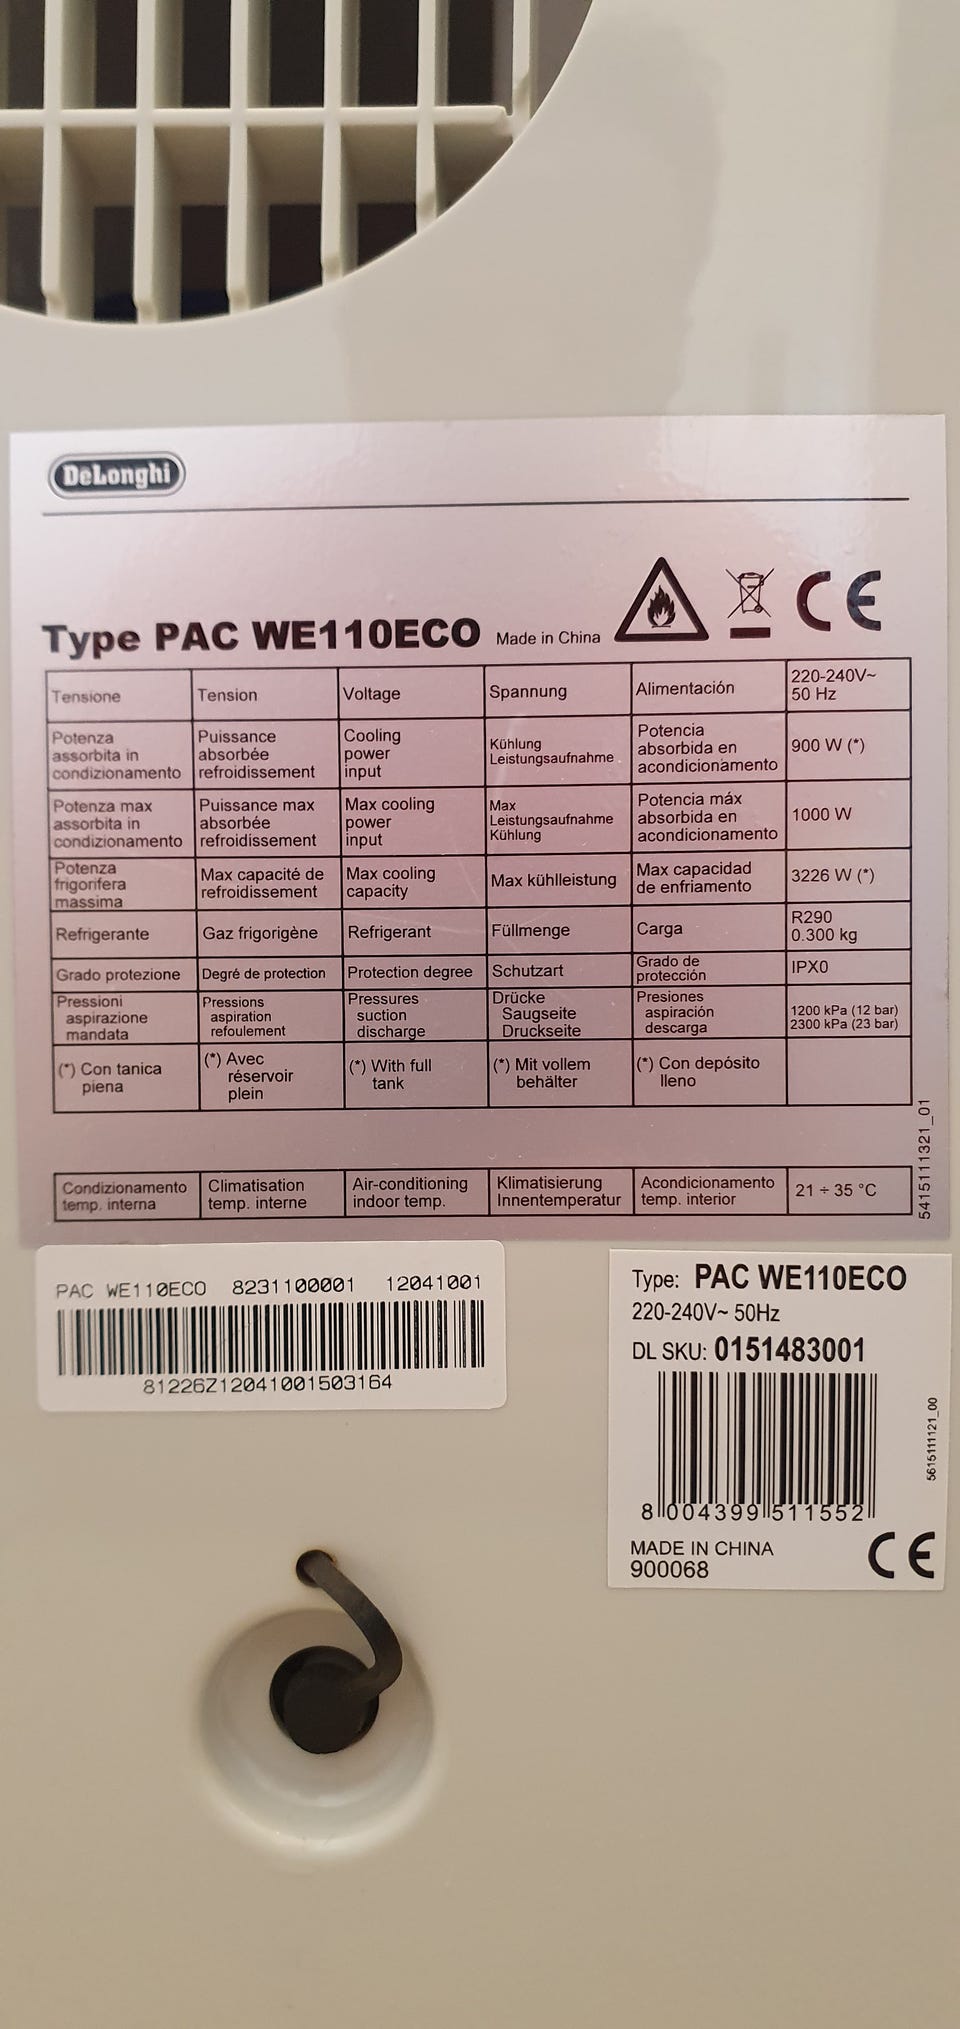 DeLonghi
Type PAC WE110ECO Made in China
CE
Tensione Tension Voltage Spannung Alimentación 220-240V~
50 Hz
Potenza
assorbita in
condizionamento
Puissance
absorbée
refroidissement
Cooling
power
input
Kühlung
Leistungsaufnahme
Potencia
absorbida en
acondicionamento
900 W (*)
Potenza max
assorbita in
condizionamento
Puissance max
absorbée
refroidissement
Max cooling
power
input
Max
Leistungsaufnahme
Kühlung
Potencia máx
absorbida en
acondicionamento
1000 W
Potenza
frigorifera
massima
Max capacité de
refroidissement
Max cooling
capacity
Max kühlleistung
Max capacidad
de enfriamento
3226 W (*)
Refrigerante
Gaz frigorigène
Refrigerant
Füllmenge
Carga
R290
0.300 kg
Grado protezione
Degré de protection
Protection degree
Schutzart
Grado de
protección
IPX0
Pressioni
aspirazione
mandata
Pressions
aspiration
refoulement
Pressures
suction
discharge
Drücke
Saugseite
Druckseite
Presiones
aspiración
descarga
1200 kPa (12 bar)
2300 kPa (23 bar)
(*) Con tanica
piena
(*) Avec
réservoir
plein
(*) With full
tank
(*) Mit vollem
behälter
(*) Con depósito
lleno
Condizionamento
temp. interna
Climatisation
temp. interne
Air-conditioning
indoor temp.
Klimatisierung
Innentemperatur
Acondicionamento
temp. interior
21 ÷ 35 °C
5415111321_01
PAC WE110ECO 8231100001 12041001
81226Z12041001503164
Type: PAC WE110ECO
220-240V~ 50Hz
DL SKU: 0151483001
8 004399 511552
5615111121_00
MADE IN CHINA
900068
CE